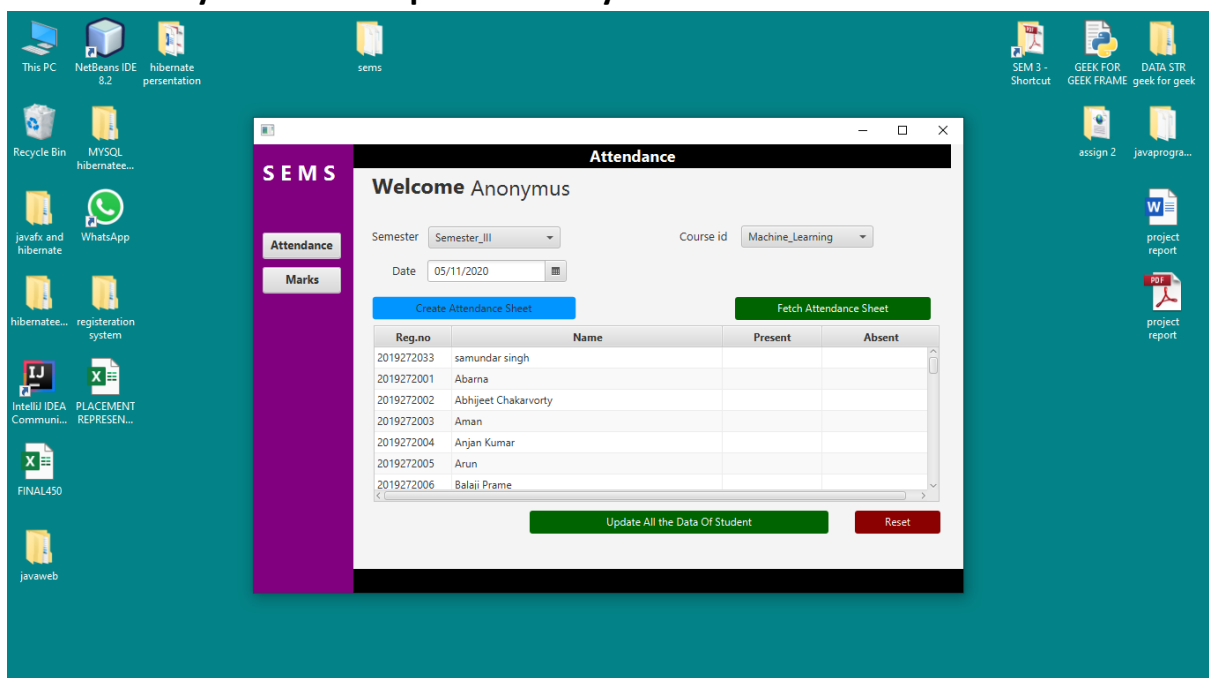 This PC
NetBeans IDE
8.2
hibernate
persentation
sems
SEM 3 -
Shortcut
GEEK FOR
GEEK FRAME
DATA STR
geek for geek
Recycle Bin
MYSQL
hibernatee...
assign 2
javaprogra...
javafx and
hibernate
WhatsApp
project
report
hibernatee...
registeration
system
project
report
IntelliJ IDEA
Communi...
PLACEMENT
REPRESEN...
FINAL450
javaweb
SEMS
Attendance
Marks
Attendance
Welcome Anonymus
Semester Semester_III Course id Machine_Learning
Date 05/11/2020
Create Attendance Sheet Fetch Attendance Sheet
Reg.no Name Present Absent
2019272033 samundar singh
2019272001 Abarna
2019272002 Abhijeet Chakarvorty
2019272003 Aman
2019272004 Anjan Kumar
2019272005 Arun
2019272006 Balaji Prame
Update All the Data Of Student Reset